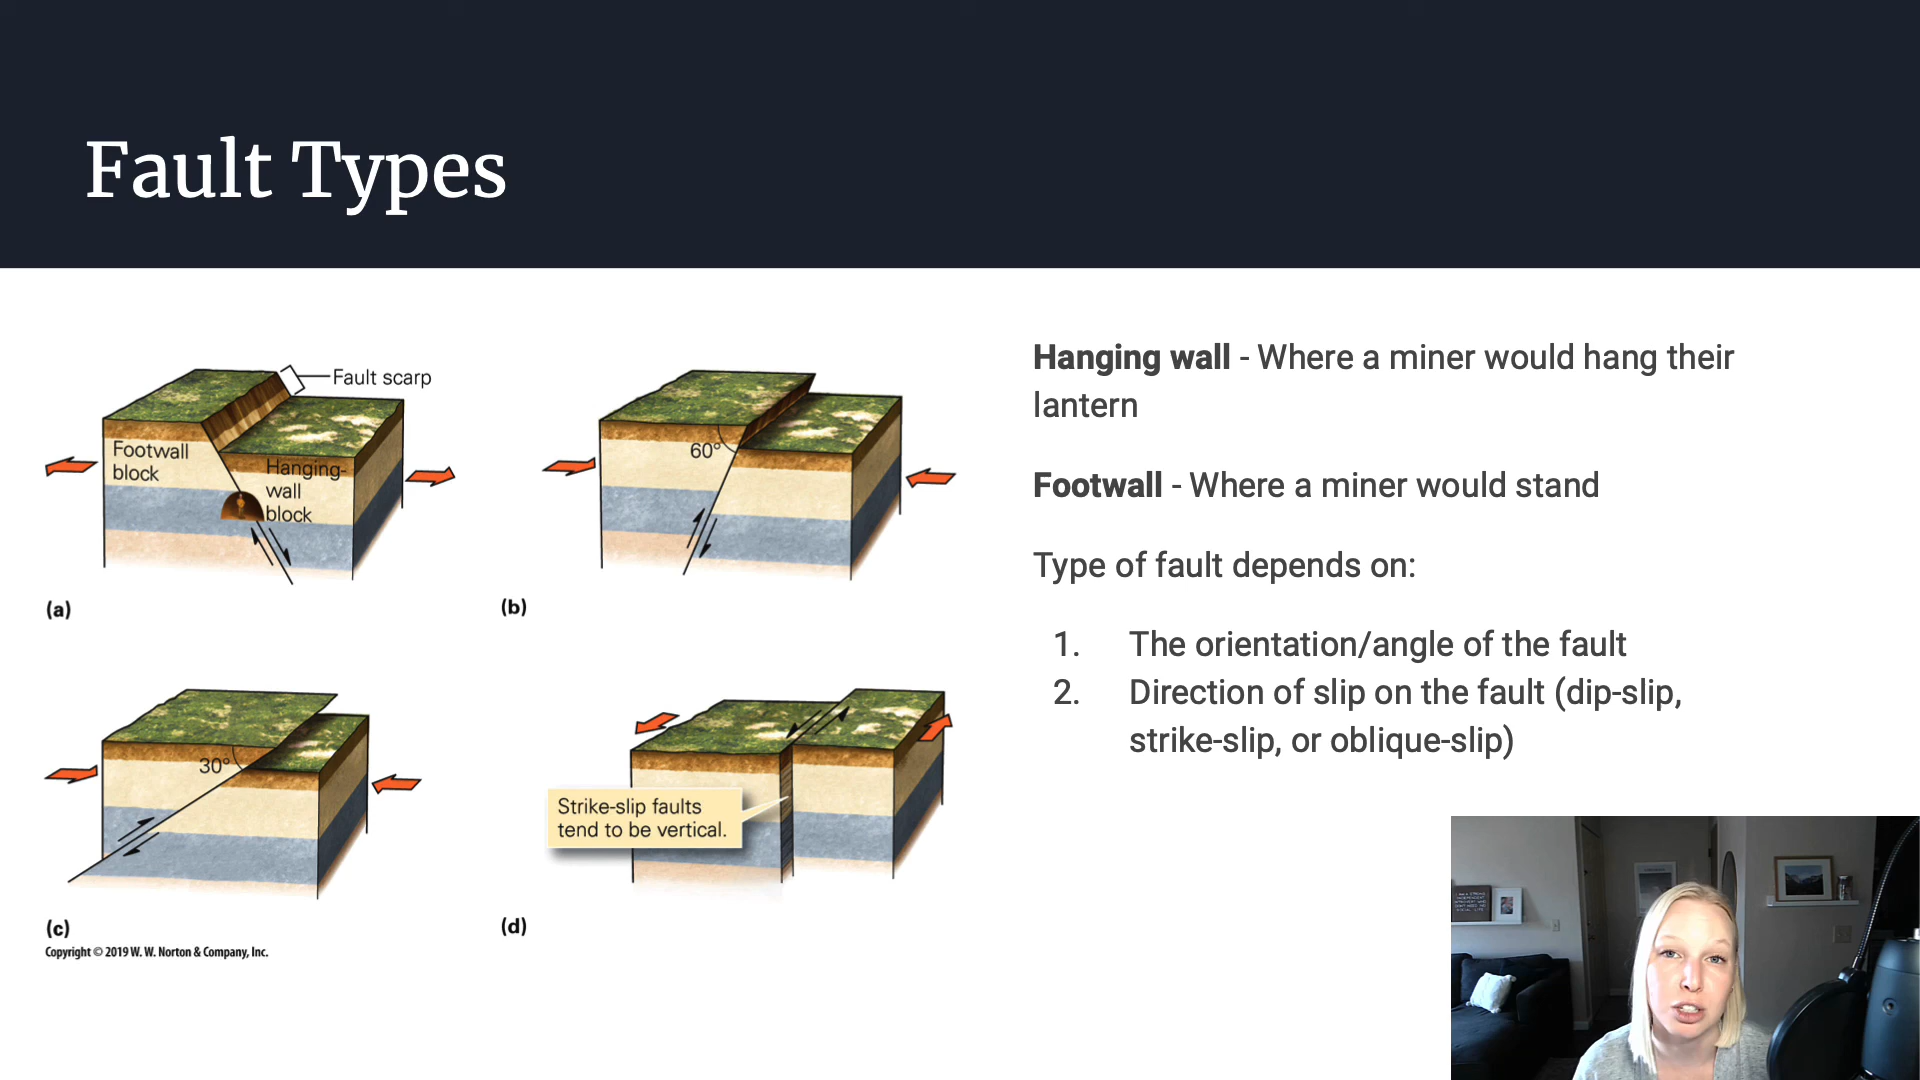 Fault Types
Fault scarp
Footwall
block
Hanging-
wall
block
(a)
60°
(b)
30°
(c)
Strike-slip faults
tend to be vertical.
(d)
Copyright © 2019 W. W. Norton & Company, Inc.
Hanging wall - Where a miner would hang their
lantern
Footwall - Where a miner would stand
Type of fault depends on:
1. The orientation/angle of the fault
2. Direction of slip on the fault (dip-slip,
strike-slip, or oblique-slip)